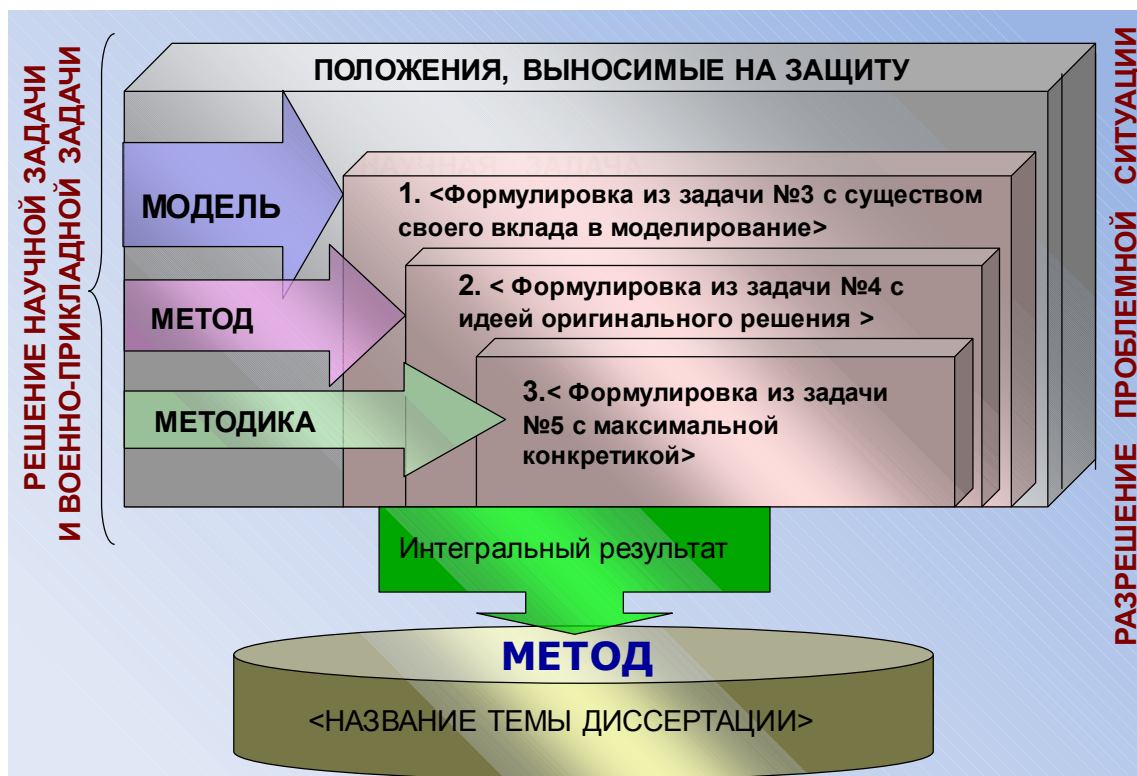 РЕШЕНИЕ НАУЧНОЙ ЗАДАЧИ
И ВОЕННО-ПРИКЛАДНОЙ ЗАДАЧИ
ПОЛОЖЕНИЯ, ВЫНОСИМЫЕ НА ЗАЩИТУ
МОДЕЛЬ
1. <Формулировка из задачи №3 с существом
своего вклада в моделирование>
МЕТОД
2. < Формулировка из задачи №4 с
идеей оригинального решения >
МЕТОДИКА
3.< Формулировка из задачи
№5 с максимальной
конкретикой>
Интегральный результат
МЕТОД
<НАЗВАНИЕ ТЕМЫ ДИССЕРТАЦИИ>
РАЗРЕШЕНИЕ ПРОБЛЕМНОЙ СИТУАЦИИ